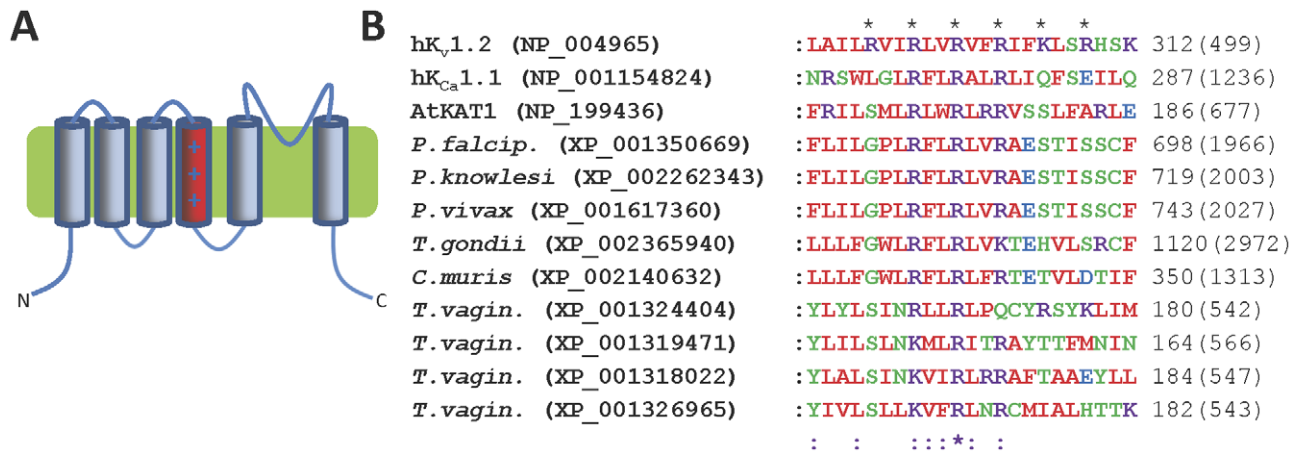 A
B
* * * * * *
hKv1.2 (NP_004965) :LAILRVIRLVRVFRIFKLSRHSK 312(499)
hKCa1.1 (NP_001154824) :NRSWLGLRFLRALRLIQFSEILQ 287(1236)
AtKAT1 (NP_199436) :FRILSMLRLWRLRRVSSLFARLE 186(677)
P.falcip. (XP_001350669) :FLILGPLRFLRLVRAESTISSCF 698(1966)
P.knowlesi (XP_002262343) :FLILGPLRFLRLVRAESTISSCF 719(2003)
P.vivax (XP_001617360) :FLILGPLRFLRLVRAESTISSCF 743(2027)
T.gondii (XP_002365940) :LLLFGWLRFLRLVKTEHVLSRCF 1120(2972)
C.muris (XP_002140632) :LLLFGWLRFLRLFRTETVLDTIF 350(1313)
T.vagin. (XP_001324404) :YLYLSINRLLRLPQCYRSYKLIM 180(542)
T.vagin. (XP_001319471) :YLILSLNKMLRITRAYTTFMNIN 164(566)
T.vagin. (XP_001318022) :YLALSINKVIRLRRAFTAAEYLL 184(547)
T.vagin. (XP_001326965) :YIVLSLLKVFRLNRCMIALHTTK 182(543)
: : :::*: :
+
+
+
N
C